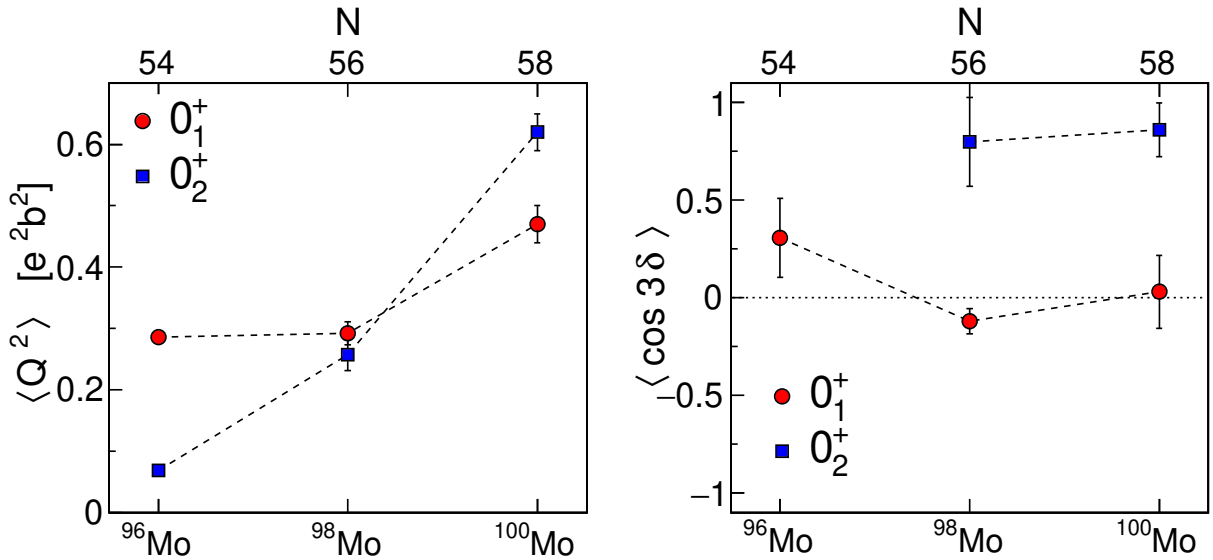 N
54 56 58
0₁⁺
0₂⁺
⟨Q²⟩ [e²b²]
0.6
0.4
0.2
0
⁹⁶Mo ⁹⁸Mo ¹⁰⁰Mo
N
54 56 58
⟨cos 3δ⟩
1
0.5
0
−0.5
−1
0₁⁺
0₂⁺
⁹⁶Mo ⁹⁸Mo ¹⁰⁰Mo